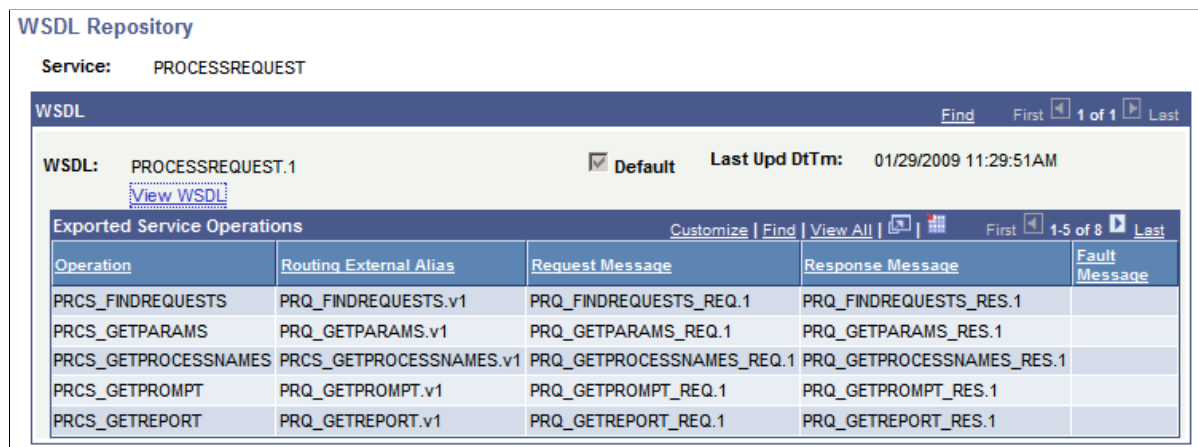 WSDL Repository
Service: PROCESSREQUEST
WSDL Find First 1 of 1 Last
WSDL: PROCESSREQUEST.1 Default Last Upd DtTm: 01/29/2009 11:29:51AM
View WSDL
Exported Service Operations Customize | Find | View All | | First 1-5 of 8 Last
Operation Routing External Alias Request Message Response Message Fault Message
PRCS_FINDREQUESTS PRQ_FINDREQUESTS.v1 PRQ_FINDREQUESTS_REQ.1 PRQ_FINDREQUESTS_RES.1
PRCS_GETPARAMS PRQ_GETPARAMS.v1 PRQ_GETPARAMS_REQ.1 PRQ_GETPARAMS_RES.1
PRCS_GETPROCESSNAMES PRCS_GETPROCESSNAMES.v1 PRQ_GETPROCESSNAMES_REQ.1 PRQ_GETPROCESSNAMES_RES.1
PRCS_GETPROMPT PRQ_GETPROMPT.v1 PRQ_GETPROMPT_REQ.1 PRQ_GETPROMPT_RES.1
PRCS_GETREPORT PRQ_GETREPORT.v1 PRQ_GETREPORT_REQ.1 PRQ_GETREPORT_RES.1